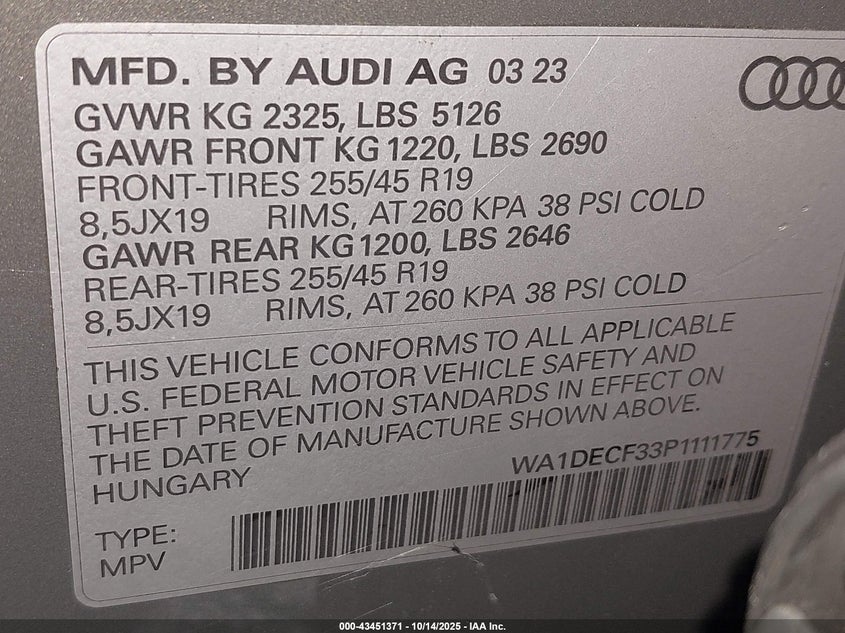 MFD. BY AUDI AG 03 23
GVWR KG 2325, LBS 5126
GAWR FRONT KG 1220, LBS 2690
FRONT-TIRES 255/45 R19
8,5JX19 RIMS, AT 260 KPA 38 PSI COLD
GAWR REAR KG 1200, LBS 2646
REAR-TIRES 255/45 R19
8,5JX19 RIMS, AT 260 KPA 38 PSI COLD
THIS VEHICLE CONFORMS TO ALL APPLICABLE
U.S. FEDERAL MOTOR VEHICLE SAFETY AND
THEFT PREVENTION STANDARDS IN EFFECT ON
THE DATE OF MANUFACTURE SHOWN ABOVE.
HUNGARY WA1DECF33P1111775
TYPE:
MPV
000-43451371 - 10/14/2025 - IAA Inc.